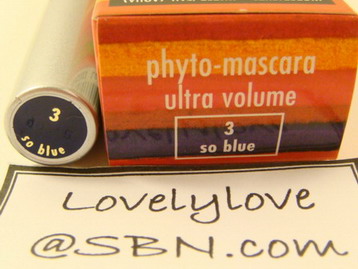 phyto-mascara
ultra volume
3
so blue
3
so blue
Lovelylove
@SBN.com